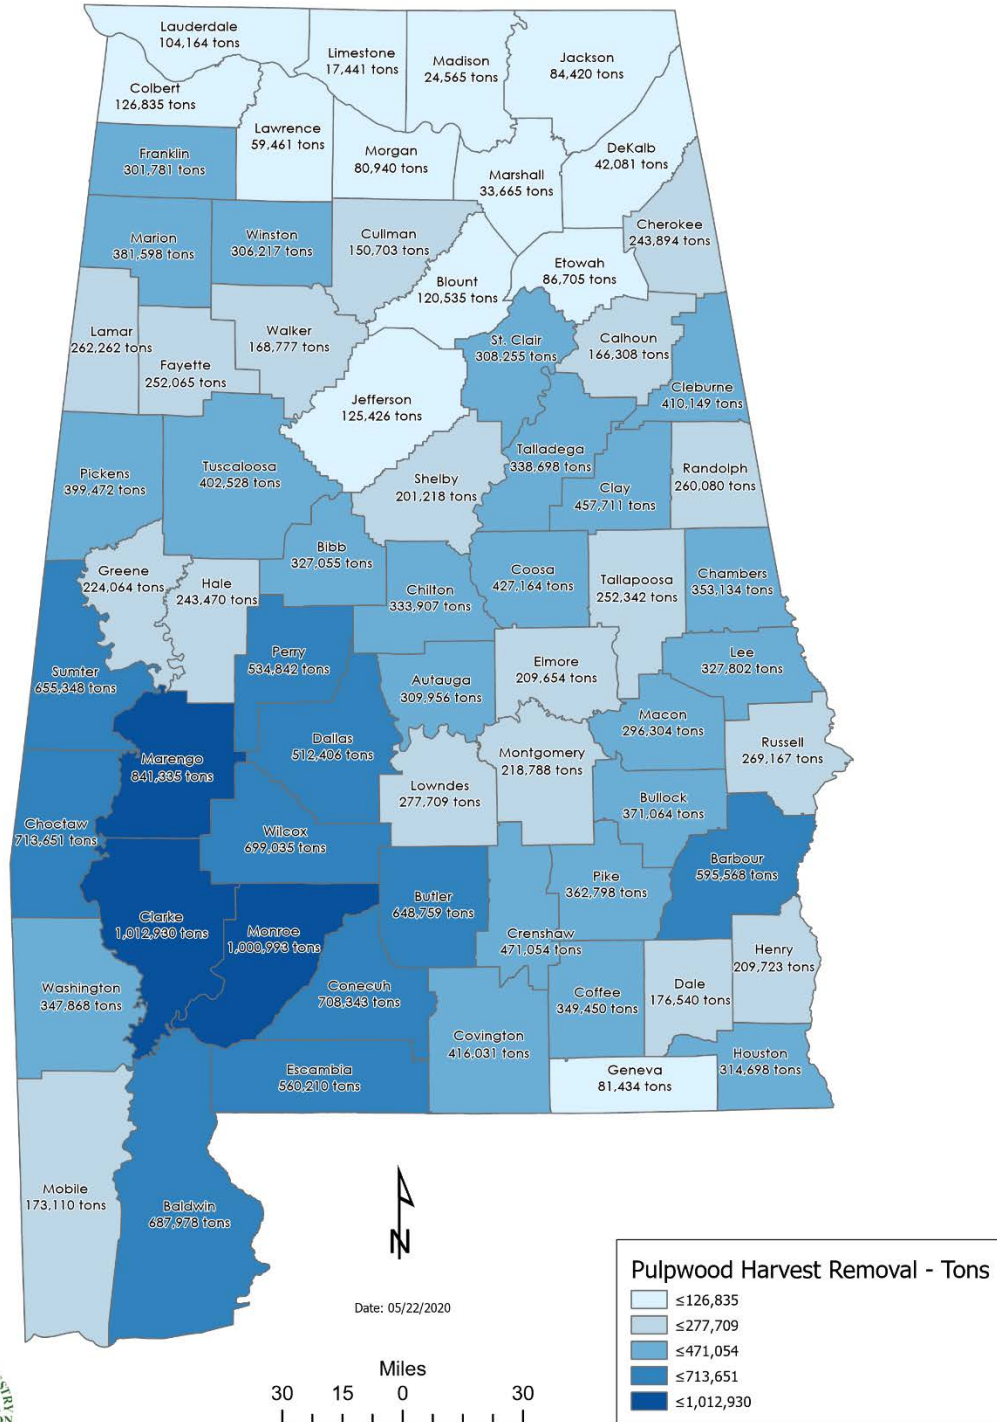 Lauderdale
104,164 tons
Limestone
17,441 tons
Madison
24,565 tons
Jackson
84,420 tons
Colbert
126,835 tons
Lawrence
59,461 tons
Morgan
80,940 tons
Marshall
33,665 tons
DeKalb
42,081 tons
Franklin
301,781 tons
Marion
381,598 tons
Winston
306,217 tons
Cullman
150,703 tons
Cherokee
243,894 tons
Etowah
86,705 tons
Blount
120,535 tons
Lamar
262,262 tons
Fayette
252,065 tons
Walker
168,777 tons
St. Clair
308,255 tons
Calhoun
166,308 tons
Cleburne
410,149 tons
Jefferson
125,426 tons
Pickens
399,472 tons
Tuscaloosa
402,528 tons
Shelby
201,218 tons
Talladega
338,698 tons
Clay
457,711 tons
Randolph
260,080 tons
Greene
224,064 tons
Hale
243,470 tons
Bibb
327,055 tons
Chilton
333,907 tons
Coosa
427,164 tons
Tallapoosa
252,342 tons
Chambers
353,134 tons
Sumter
655,348 tons
Perry
534,842 tons
Autauga
309,956 tons
Elmore
209,654 tons
Lee
327,802 tons
Macon
296,304 tons
Russell
269,167 tons
Marengo
841,335 tons
Dallas
512,406 tons
Lowndes
277,709 tons
Montgomery
218,788 tons
Bullock
371,064 tons
Choctaw
713,651 tons
Wilcox
699,035 tons
Butler
648,759 tons
Crenshaw
471,054 tons
Pike
362,798 tons
Barbour
595,568 tons
Clarke
1,012,930 tons
Monroe
1,000,993 tons
Conecuh
708,343 tons
Washington
347,868 tons
Covington
416,031 tons
Coffee
349,450 tons
Dale
176,540 tons
Henry
209,723 tons
Escambia
560,210 tons
Geneva
81,434 tons
Houston
314,698 tons
Mobile
173,110 tons
Baldwin
687,978 tons
N
Date: 05/22/2020
Miles
30 15 0 30
Pulpwood Harvest Removal - Tons
≤126,835
≤277,709
≤471,054
≤713,651
≤1,012,930